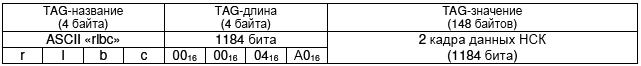 TAG-название TAG-длина TAG-значение
(4 байта) (4 байта) (148 байтов)
ASCII «rlbc» 1184 бита 2 кадра данных НСК
r l b c 00₁₆ 00₁₆ 04₁₆ A0₁₆ (1184 бита)